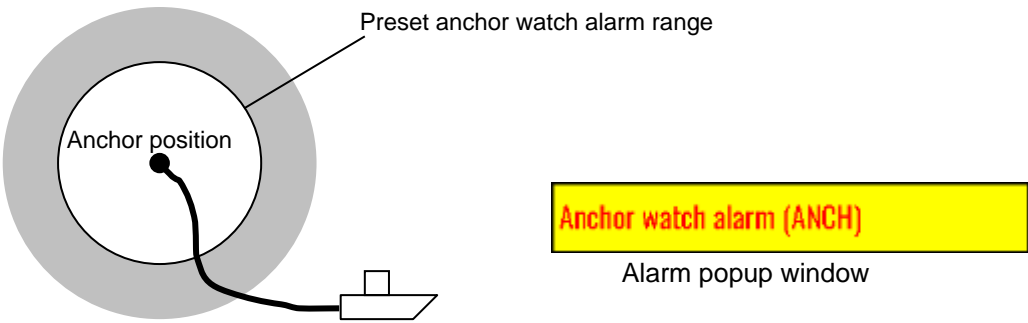 Preset anchor watch alarm range
Anchor position
Anchor watch alarm (ANCH)
Alarm popup window